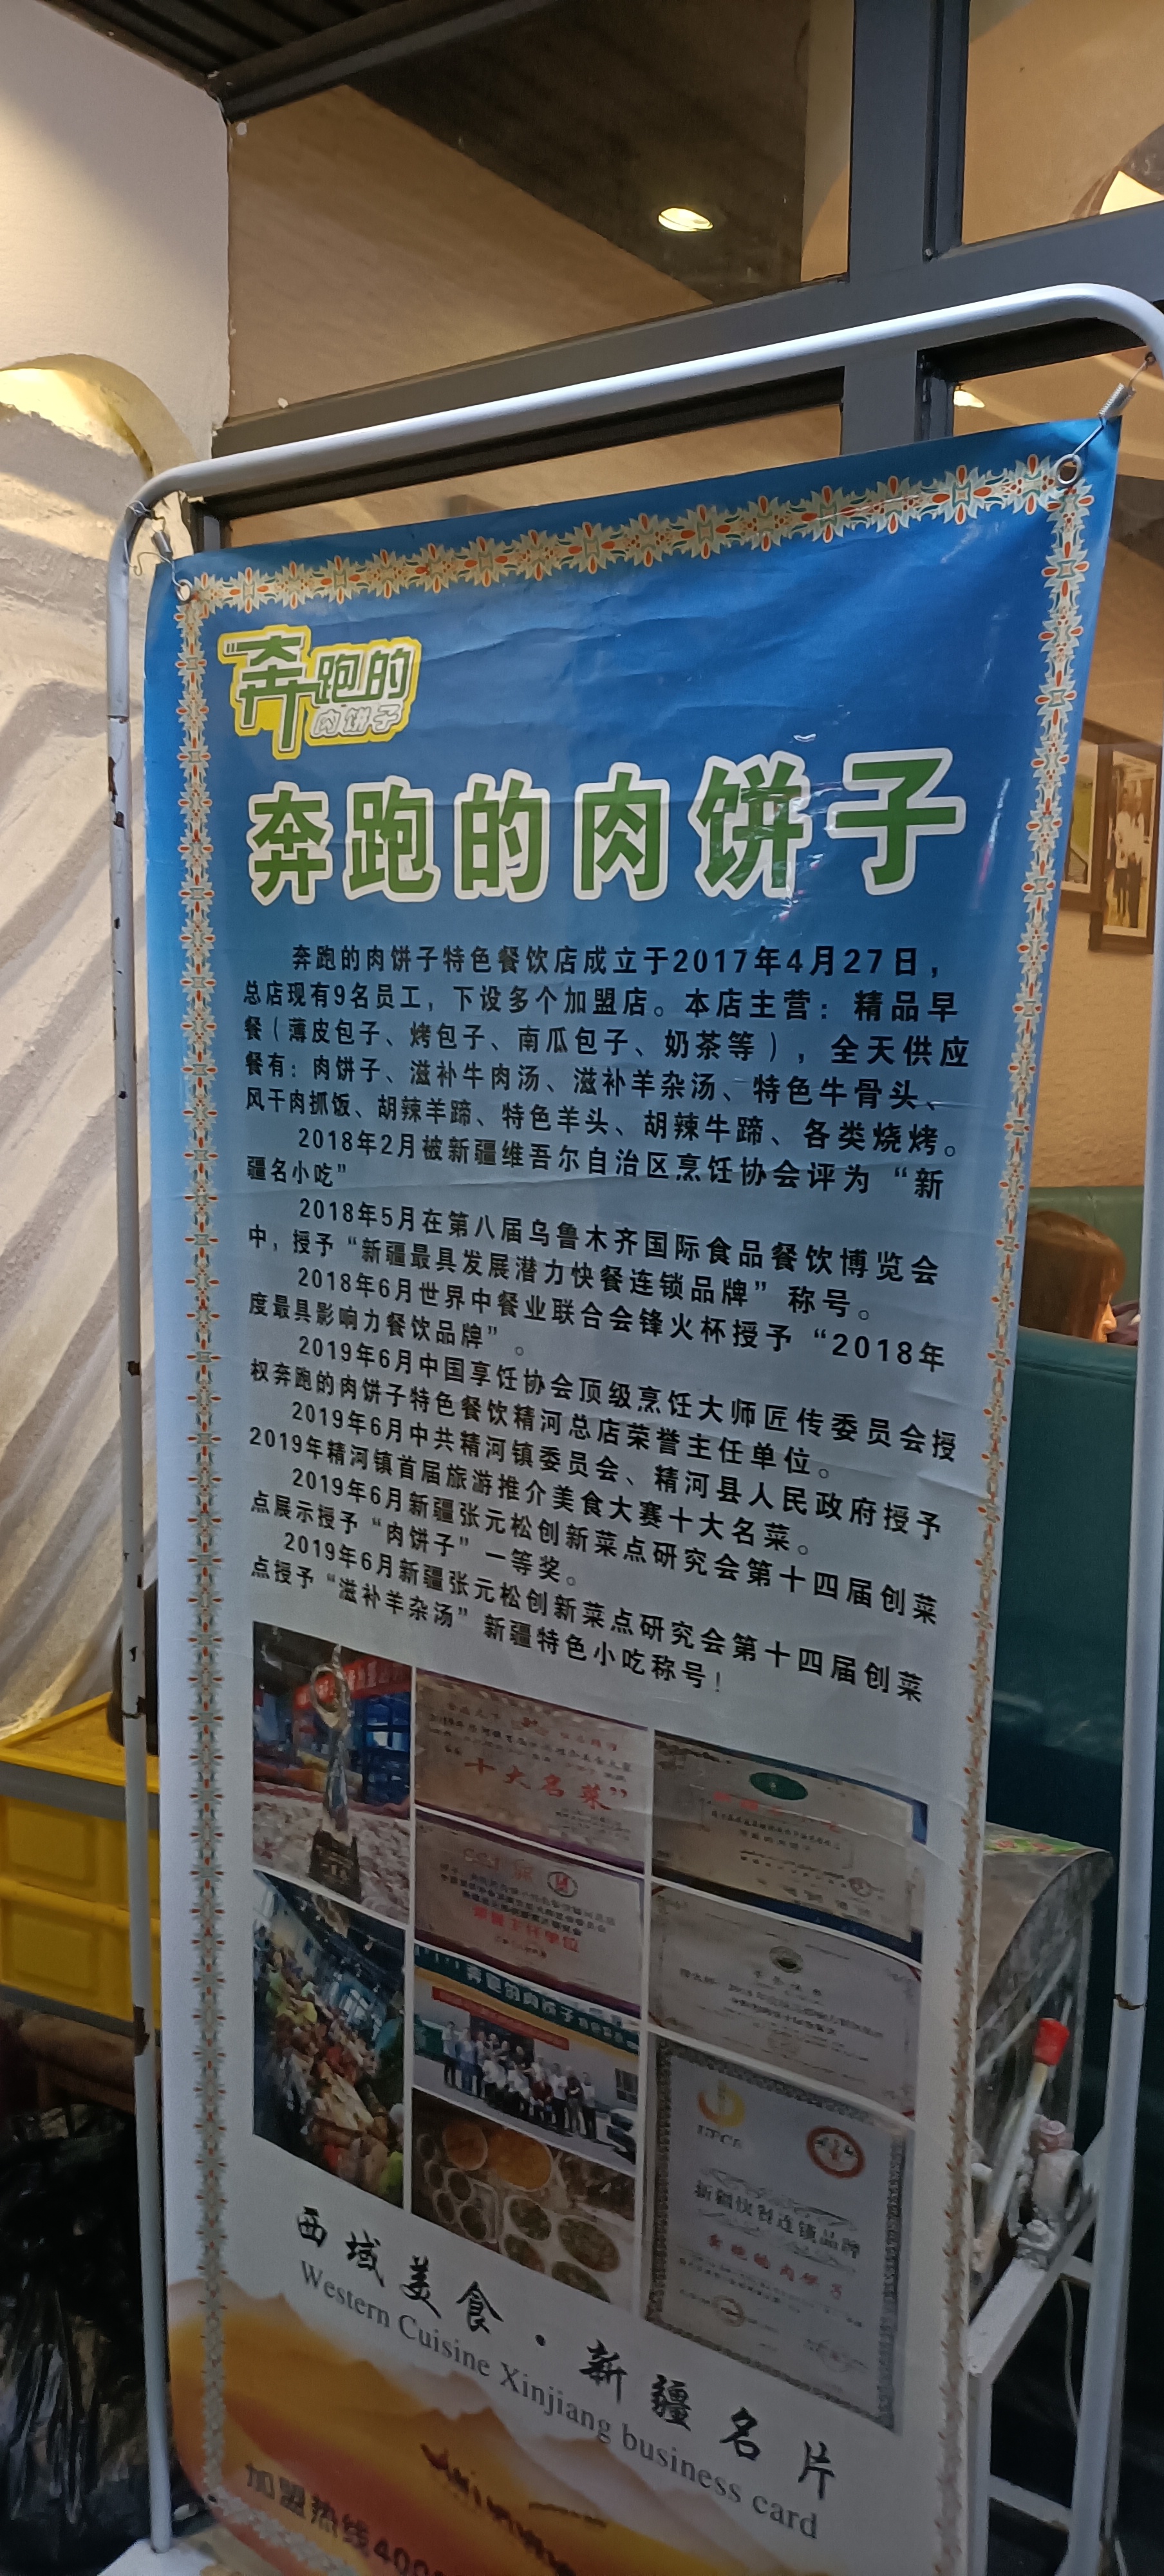 奔跑的
肉饼子
奔跑的肉饼子
奔跑的肉饼子特色餐饮店成立于2017年4月27日，
总店现有9名员工，下设多个加盟店。本店主营：精品早
餐（薄皮包子、烤包子、南瓜包子、奶茶等），全天供应
餐有：肉饼子、滋补牛肉汤、滋补羊杂汤、特色牛骨头、
风干肉抓饭、胡辣羊蹄、特色羊头、胡辣牛蹄、各类烧烤。
2018年2月被新疆维吾尔自治区烹饪协会评为“新
疆名小吃”
2018年5月在第八届乌鲁木齐国际食品餐饮博览会
中，授予“新疆最具发展潜力快餐连锁品牌”称号。
2018年6月世界中餐业联合会锋火杯授予“2018年
度最具影响力餐饮品牌”。
2019年6月中国享饪协会顶级烹饪大师匠传委员会授
权奔跑的肉饼子特色餐饮精河总店荣誉主任单位。
2019年6月中共精河镇委员会、精河县人民政府授予
2019年精河镇首届旅游推介美食大赛十大名菜。
2019年6月新疆张元松创新菜点研究会第十四届创菜
点展示授予“肉饼子”一等奖。
2019年6月新疆张元松创新菜点研究会第十四届创菜
点授予“滋补羊杂汤”新疆特色小吃称号！
十大名菜”
荣誉主任单位
奔跑的肉饼子
新疆快餐连锁品牌
奔跑的肉饼子
西域美食·新疆名片
Western Cuisine Xinjiang business card
加盟热线400